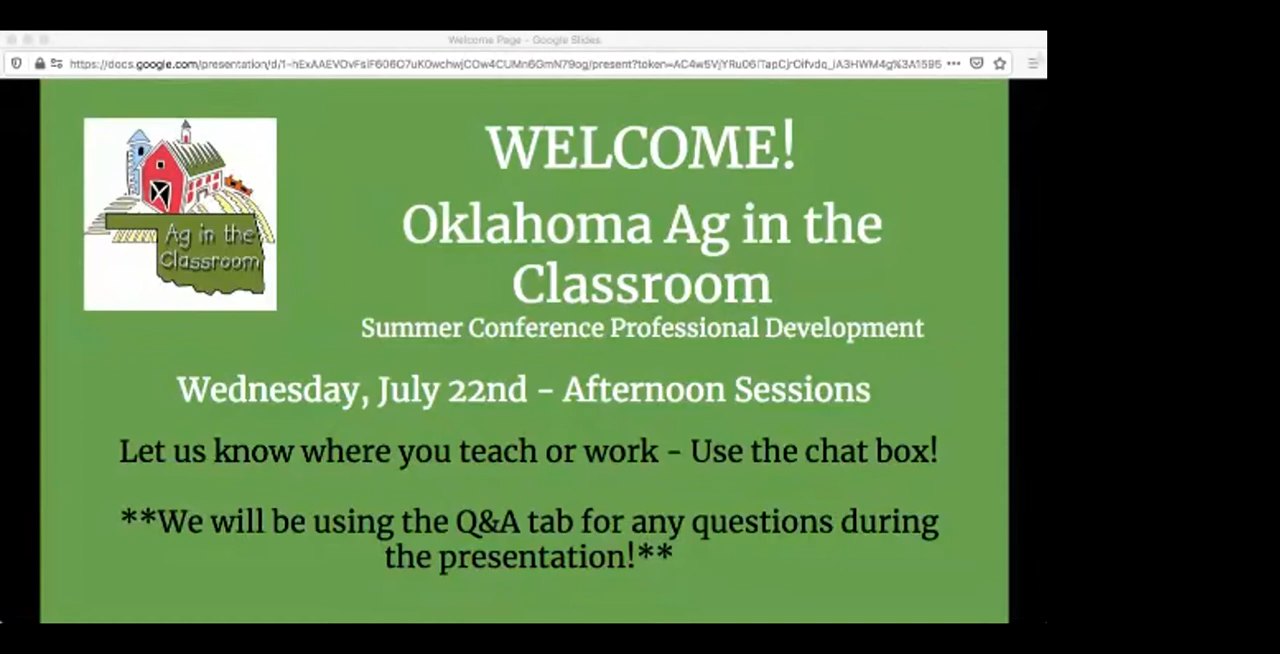 Welcome Page - Google Slides
WELCOME!
Oklahoma Ag in the
Classroom
Summer Conference Professional Development
Ag in the
Classroom
Wednesday, July 22nd - Afternoon Sessions
Let us know where you teach or work - Use the chat box!
**We will be using the Q&A tab for any questions during
the presentation!**